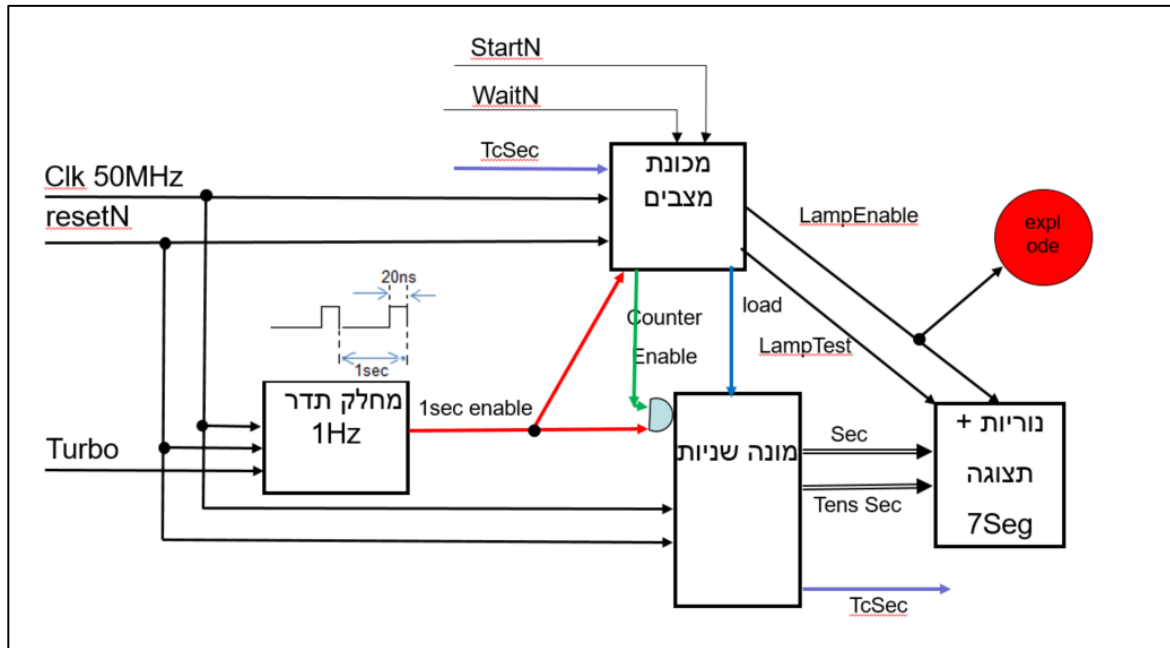 StartN
WaitN
TcSec
Clk 50MHz
resetN
מכונת
מצבים
LampEnable
expl
ode
20ns
1sec
Counter
Enable
load
LampTest
מחלק תדר
1Hz
1sec enable
Turbo
מונה שניות
Sec
Tens Sec
נוריות +
תצוגה
7Seg
TcSec